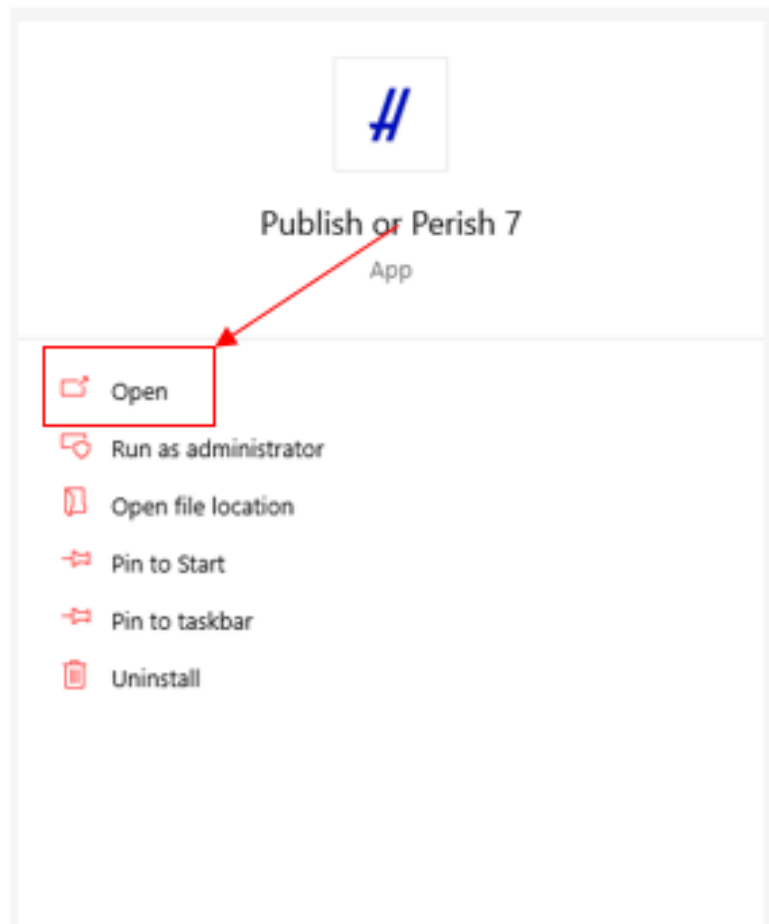 Publish or Perish 7
App
Open
Run as administrator
Open file location
Pin to Start
Pin to taskbar
Uninstall